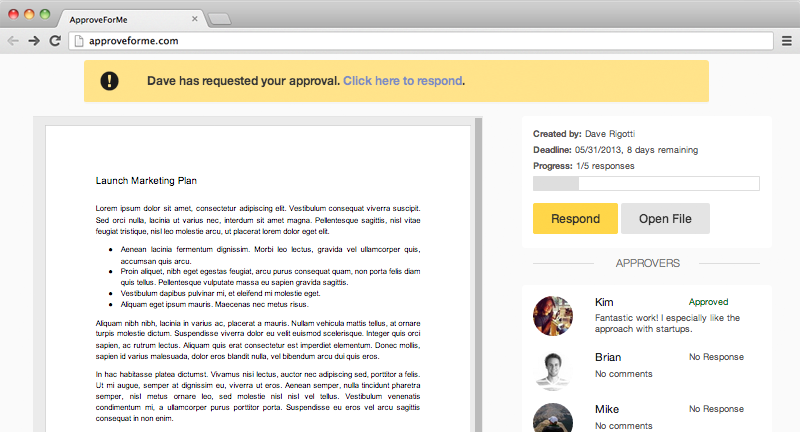 ApproveForMe
approveforme.com
Dave has requested your approval. Click here to respond.
Launch Marketing Plan
Lorem ipsum dolor sit amet, consectetur adipiscing elit. Vestibulum consequat viverra suscipit.
Sed orci nulla, lacinia ut varius nec, interdum sit amet magna. Pellentesque sagittis, nisl vitae
feugiat tristique, nisl leo molestie arcu, ut placerat lorem dolor eget elit.
• Aenean lacinia fermentum dignissim. Morbi leo lectus, gravida vel ullamcorper quis,
accumsan quis arcu.
• Proin aliquet, nibh eget egestas feugiat, arcu purus consequat quam, non porta felis diam
quis tellus. Pellentesque vulputate massa eu sapien gravida sagittis.
• Vestibulum dapibus pulvinar mi, et eleifend mi molestie eget.
• Aliquam eget ipsum mauris. Maecenas nec metus risus.
Aliquam nibh nibh, lacinia in varius ac, placerat a mauris. Nullam vehicula mattis tellus, at ornare
turpis molestie dictum. Suspendisse viverra dolor eu velit euismod scelerisque. Integer quis orci
sapien, ac rutrum lectus. Aliquam quis erat consectetur est imperdiet elementum. Donec mollis,
sapien id varius malesuada, dolor eros blandit nulla, vel bibendum arcu dui quis eros.
In hac habitasse platea dictumst. Vivamus nisi lectus, auctor nec adipiscing sed, porttitor a felis.
Ut mi augue, semper at dignissim eu, viverra ut eros. Aenean semper, nulla tincidunt pharetra
semper, nisl metus ornare leo, sed molestie nisl nisl vel tellus. Vestibulum venenatis
condimentum mi, a ullamcorper purus porttitor porta. Suspendisse eu eros vel arcu sagittis
consequat in non enim.
Created by: Dave Rigotti
Deadline: 05/31/2013, 8 days remaining
Progress: 1/5 responses
Respond
Open File
APPROVERS
Kim Approved
Fantastic work! I especially like the
approach with startups.
Brian No Response
No comments
Mike No Response
No comments